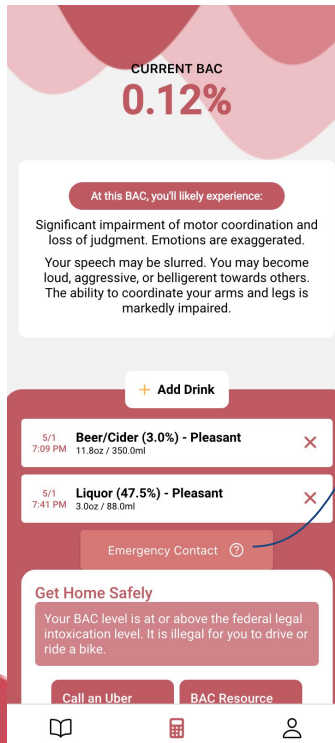 CURRENT BAC
0.12%
At this BAC, you'll likely experience:
Significant impairment of motor coordination and
loss of judgment. Emotions are exaggerated.
Your speech may be slurred. You may become
loud, aggressive, or belligerent towards others.
The ability to coordinate your arms and legs is
markedly impaired.
+ Add Drink
5/1
7:09 PM
Beer/Cider (3.0%) - Pleasant
11.8oz / 350.0ml
5/1
7:41 PM
Liquor (47.5%) - Pleasant
3.0oz / 88.0ml
Emergency Contact ?
Get Home Safely
Your BAC level is at or above the federal legal
intoxication level. It is illegal for you to drive or
ride a bike.
Call an Uber
BAC Resource